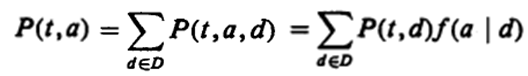 P(t,a) = ∑_{d∈D} P(t,a,d) = ∑_{d∈D} P(t,d)f(a | d)